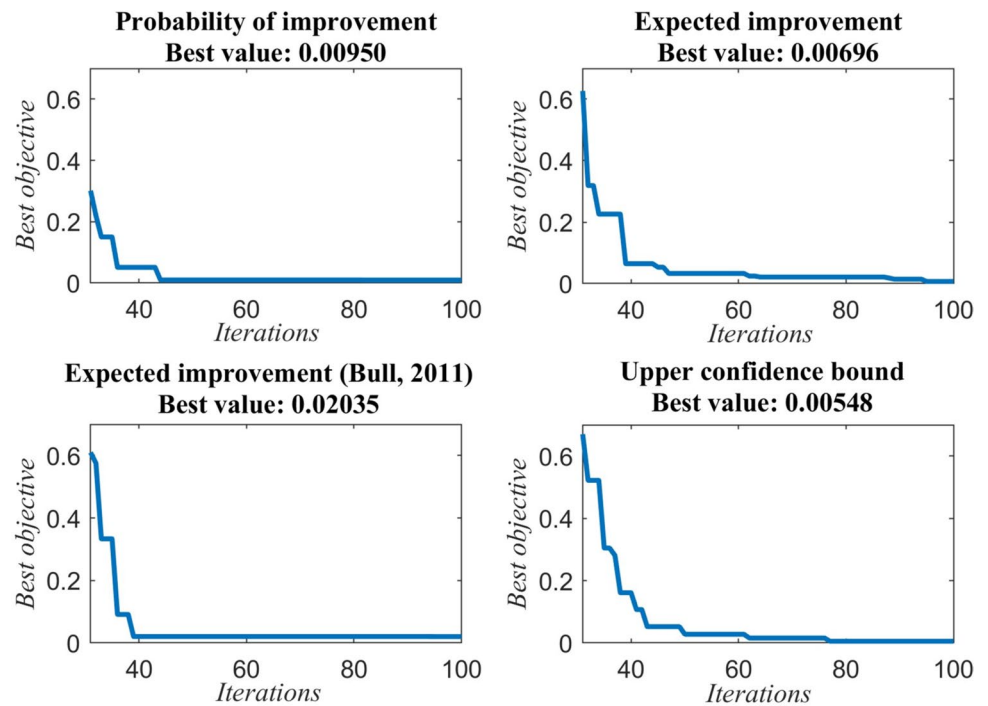 Probability of improvement
Best value: 0.00950
Best objective
0.6
0.4
0.2
0
40 60 80 100
Iterations
Expected improvement
Best value: 0.00696
Best objective
0.6
0.4
0.2
0
40 60 80 100
Iterations
Expected improvement (Bull, 2011)
Best value: 0.02035
Best objective
0.6
0.4
0.2
0
40 60 80 100
Iterations
Upper confidence bound
Best value: 0.00548
Best objective
0.6
0.4
0.2
0
40 60 80 100
Iterations